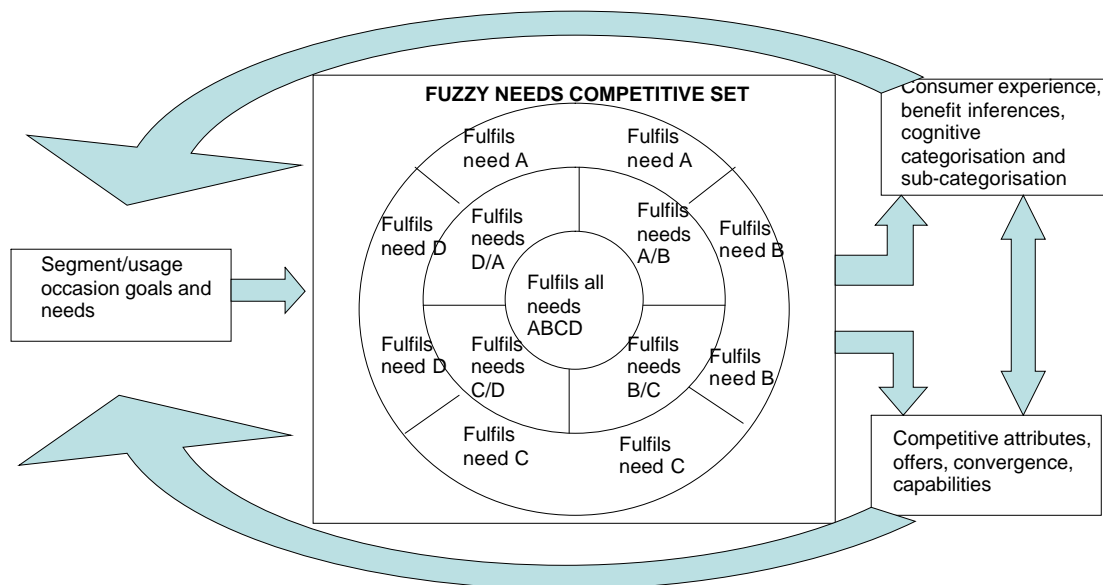 FUZZY NEEDS COMPETITIVE SET
Fulfils
need A
Fulfils
need A
Fulfils
need D
Fulfils
needs
D/A
Fulfils
needs
A/B
Fulfils
need B
Fulfils all
needs
ABCD
Fulfils
need D
Fulfils
needs
C/D
Fulfils
needs
B/C
Fulfils
need B
Fulfils
need C
Fulfils
need C
Segment/usage
occasion goals and
needs
Consumer experience,
benefit inferences,
cognitive
categorisation and
sub-categorisation
Competitive attributes,
offers, convergence,
capabilities